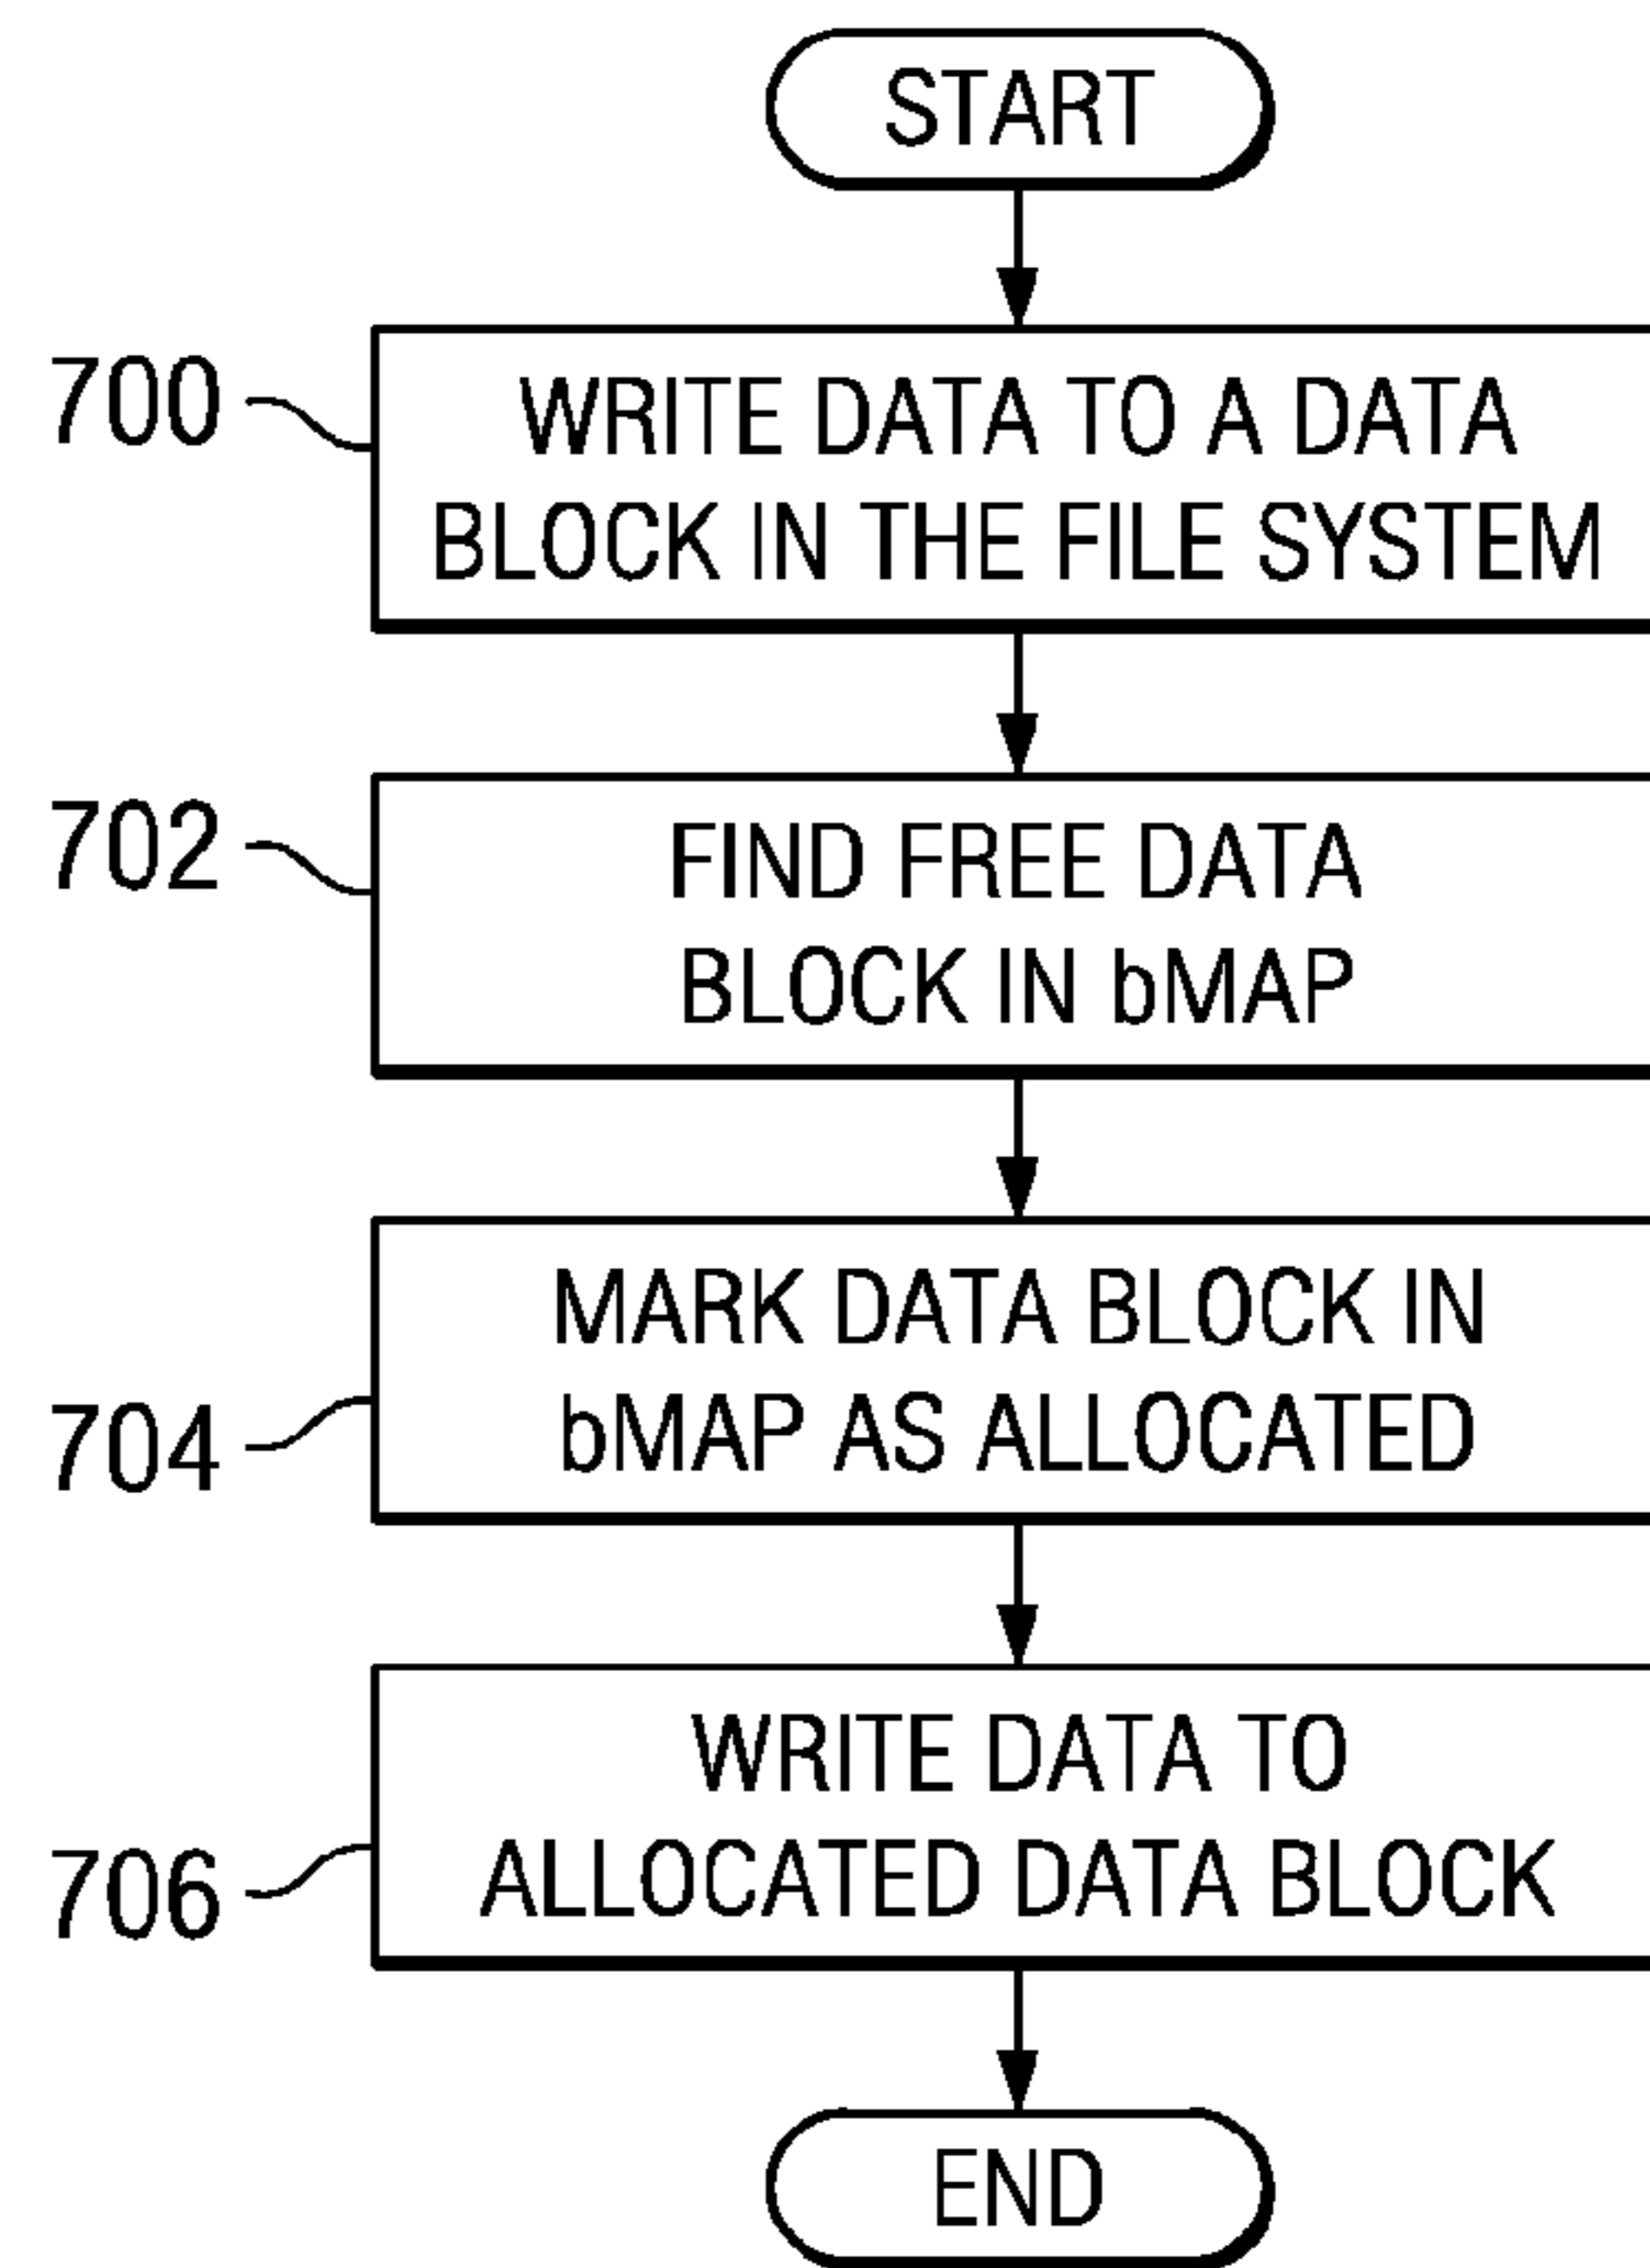 START
700
WRITE DATA TO A DATA
BLOCK IN THE FILE SYSTEM
702
FIND FREE DATA
BLOCK IN bMAP
704
MARK DATA BLOCK IN
bMAP AS ALLOCATED
706
WRITE DATA TO
ALLOCATED DATA BLOCK
END